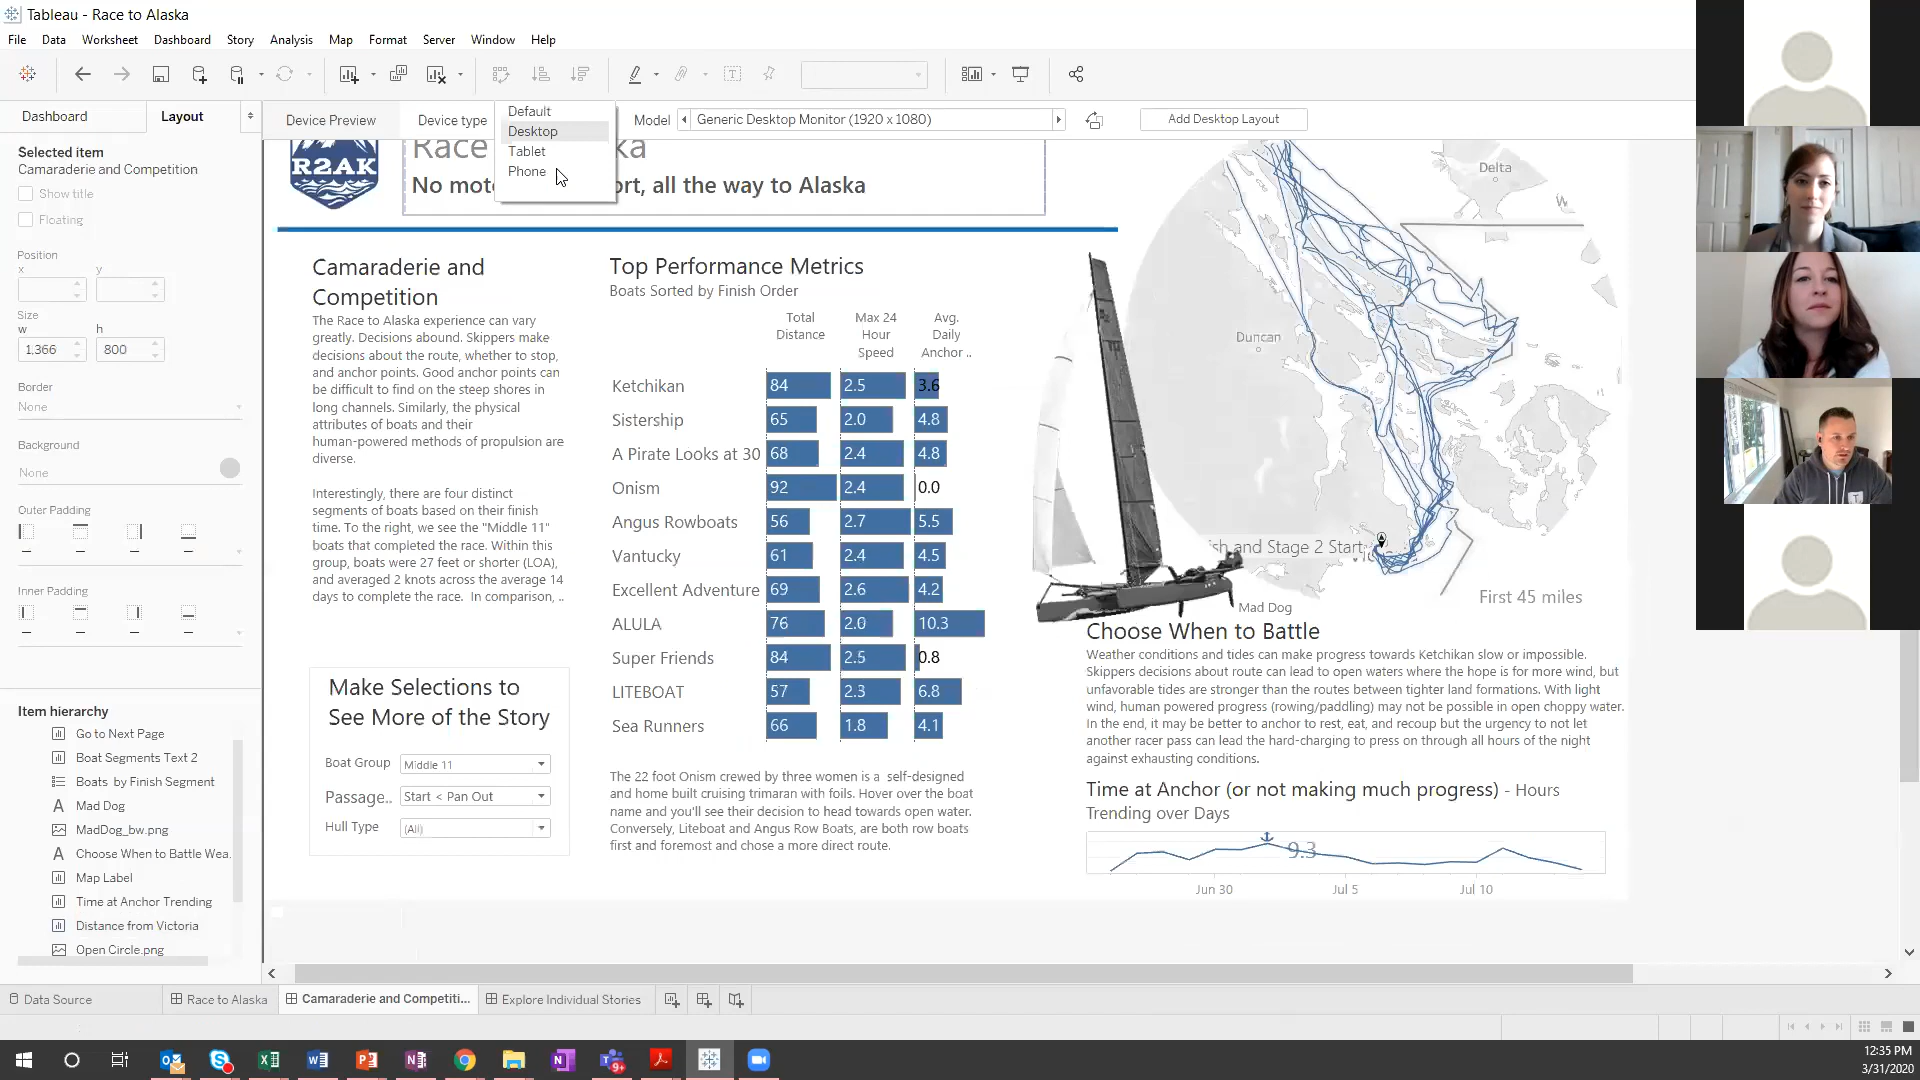 Tableau - Race to Alaska
File Data Worksheet Dashboard Story Analysis Map Format Server Window Help
Dashboard Layout
Device Preview Device type Model Generic Desktop Monitor (1920 x 1080) Add Desktop Layout
Default
Desktop
Tablet
Phone
Selected item
Camaraderie and Competition
Show title
Floating
Position
x y
Size
w h
1,366 800
Border
None
Background
None
Outer Padding
Inner Padding
Item hierarchy
Go to Next Page
Boat Segments Text 2
Boats by Finish Segment
Mad Dog
MadDog_bw.png
Choose When to Battle Wea.
Map Label
Time at Anchor Trending
Distance from Victoria
Open Circle.png
R2AK
Race ka
No mot rt, all the way to Alaska
Camaraderie and
Competition
The Race to Alaska experience can vary
greatly. Decisions abound. Skippers make
decisions about the route, whether to stop,
and anchor points. Good anchor points can
be difficult to find on the steep shores in
long channels. Similarly, the physical
attributes of boats and their
human-powered methods of propulsion are
diverse.
Interestingly, there are four distinct
segments of boats based on their finish
time. To the right, we see the "Middle 11"
boats that completed the race. Within this
group, boats were 27 feet or shorter (LOA),
and averaged 2 knots across the average 14
days to complete the race. In comparison, ..
Make Selections to
See More of the Story
Boat Group Middle 11
Passage.. Start < Pan Out
Hull Type (All)
Top Performance Metrics
Boats Sorted by Finish Order
Total
Distance
Max 24
Hour
Speed
Avg.
Daily
Anchor ..
Ketchikan 84 2.5 3.6
Sistership 65 2.0 4.8
A Pirate Looks at 30 68 2.4 4.8
Onism 92 2.4 0.0
Angus Rowboats 56 2.7 5.5
Vantucky 61 2.4 4.5
Excellent Adventure 69 2.6 4.2
ALULA 76 2.0 10.3
Super Friends 84 2.5 0.8
LITEBOAT 57 2.3 6.8
Sea Runners 66 1.8 4.1
The 22 foot Onism crewed by three women is a self-designed
and home built cruising trimaran with foils. Hover over the boat
name and you'll see their decision to head towards open water.
Conversely, Liteboat and Angus Row Boats, are both row boats
first and foremost and chose a more direct route.
Delta
Duncan
ish and Stage 2 Start
First 45 miles
Mad Dog
Choose When to Battle
Weather conditions and tides can make progress towards Ketchikan slow or impossible.
Skippers decisions about route can lead to open waters where the hope is for more wind, but
unfavorable tides are stronger than the routes between tighter land formations. With light
wind, human powered progress (rowing/paddling) may not be possible in open choppy water.
In the end, it may be better to anchor to rest, eat, and recoup but the urgency to not let
another racer pass can lead the hard-charging to press on through all hours of the night
against exhausting conditions.
Time at Anchor (or not making much progress) - Hours
Trending over Days
9.3
Jun 30 Jul 5 Jul 10
Data Source Race to Alaska Camaraderie and Competiti... Explore Individual Stories
9+
12:35 PM
3/31/2020